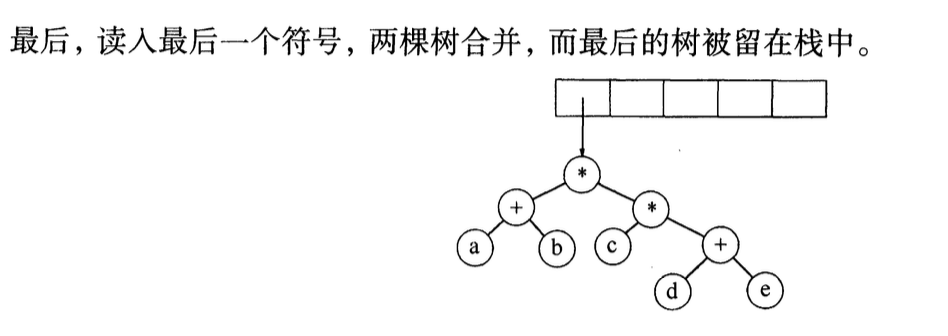 最后，读入最后一个符号，两棵树合并，而最后的树被留在栈中。
*
+ *
a b c +
d e